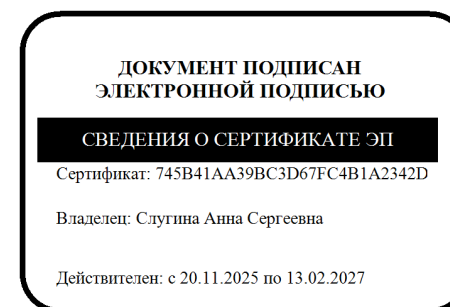 ДОКУМЕНТ ПОДПИСАН
ЭЛЕКТРОННОЙ ПОДПИСЬЮ
СВЕДЕНИЯ О СЕРТИФИКАТЕ ЭП
Сертификат: 745B41AA39BC3D67FC4B1A2342D
Владелец: Слугина Анна Сергеевна
Действителен: с 20.11.2025 по 13.02.2027